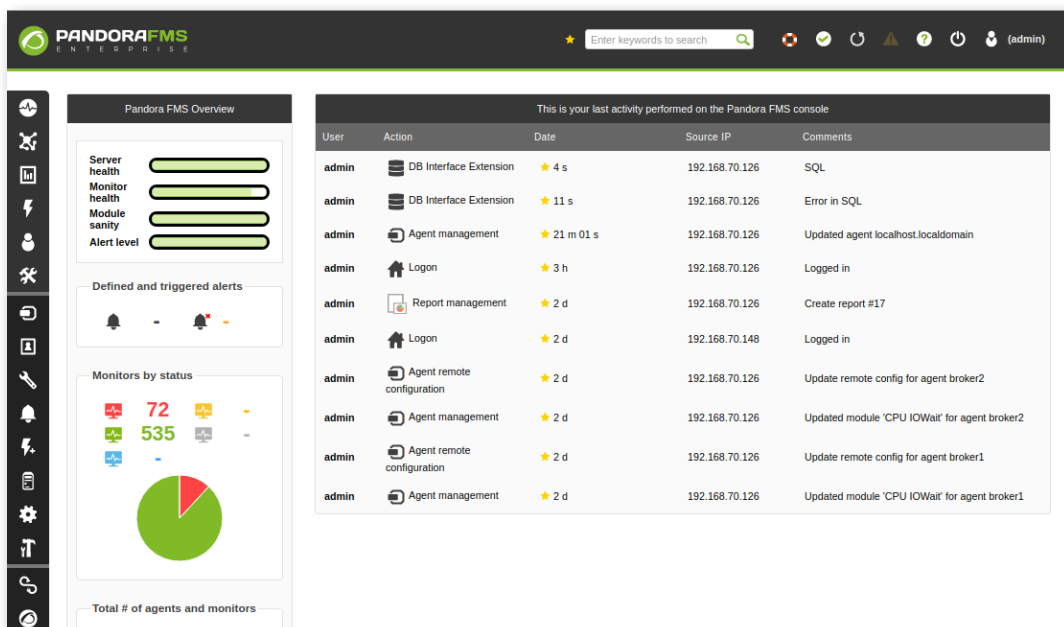 PANDORAFMS
ENTERPRISE
Enter keywords to search
(admin)
Pandora FMS Overview
Server health
Monitor health
Module sanity
Alert level
Defined and triggered alerts
- -
Monitors by status
72 -
535 -
-
Total # of agents and monitors
This is your last activity performed on the Pandora FMS console
User Action Date Source IP Comments
admin DB Interface Extension 4 s 192.168.70.126 SQL
admin DB Interface Extension 11 s 192.168.70.126 Error in SQL
admin Agent management 21 m 01 s 192.168.70.126 Updated agent localhost.localdomain
admin Logon 3 h 192.168.70.126 Logged in
admin Report management 2 d 192.168.70.126 Create report #17
admin Logon 2 d 192.168.70.148 Logged in
admin Agent remote configuration 2 d 192.168.70.126 Update remote config for agent broker2
admin Agent management 2 d 192.168.70.126 Updated module 'CPU IOWait' for agent broker2
admin Agent remote configuration 2 d 192.168.70.126 Update remote config for agent broker1
admin Agent management 2 d 192.168.70.126 Updated module 'CPU IOWait' for agent broker1